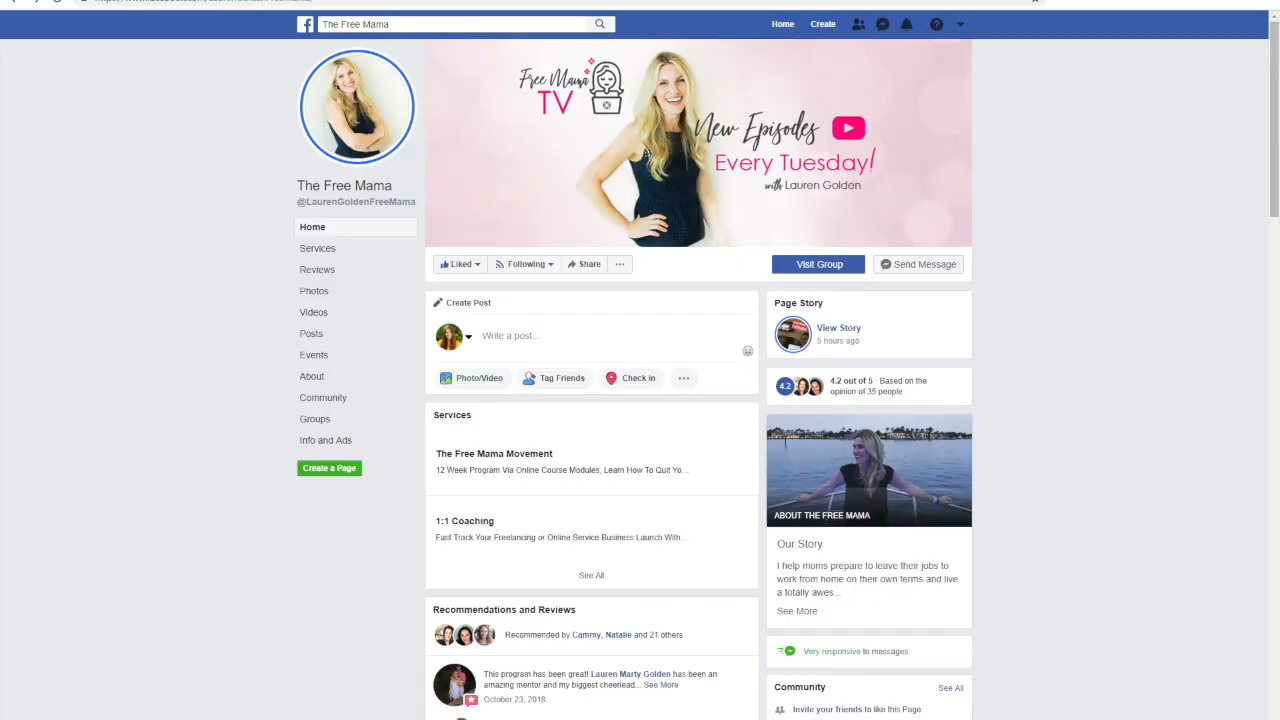 The Free Mama
Home
Create
The Free Mama
@LaurenGoldenFreeMama
Home
Services
Reviews
Photos
Videos
Posts
Events
About
Community
Groups
Info and Ads
Create a Page
Free Mama
TV
New Episodes
Every Tuesday!
with Lauren Golden
Liked
Following
Share
Visit Group
Send Message
Create Post
Write a post...
Photo/Video
Tag Friends
Check in
Services
The Free Mama Movement
12 Week Program Via Online Course Modules, Learn How To Quit Yo...
1:1 Coaching
Fast Track Your Freelancing or Online Service Business Launch With...
See All
Recommendations and Reviews
Recommended by Cammy, Natalie and 21 others
This program has been great! Lauren Marty Golden has been an
amazing mentor and my biggest cheerlead... See More
October 23, 2018
Page Story
View Story
5 hours ago
4.2
4.2 out of 5 · Based on the
opinion of 35 people
ABOUT THE FREE MAMA
Our Story
I help moms prepare to leave their jobs to
work from home on their own terms and live
a totally awes...
See More
Very responsive to messages
Community
See All
Invite your friends to like this Page